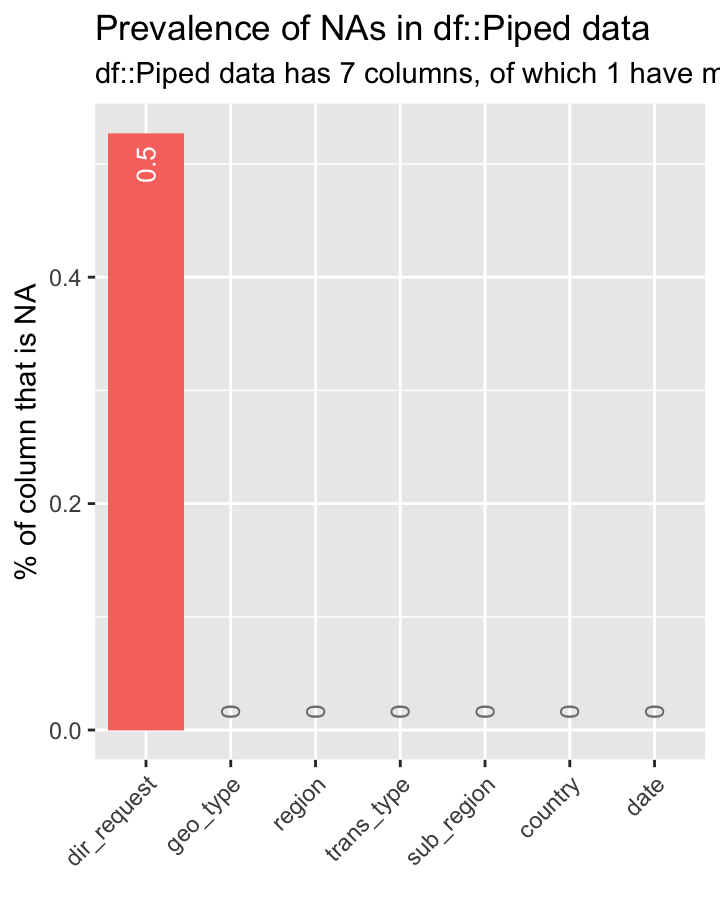 Prevalence of NAs in df::Piped data
df::Piped data has 7 columns, of which 1 have m
% of column that is NA
0.4
0.2
0.0
0.5
0
0
0
0
0
0
dir_request
geo_type
region
trans_type
sub_region
country
date